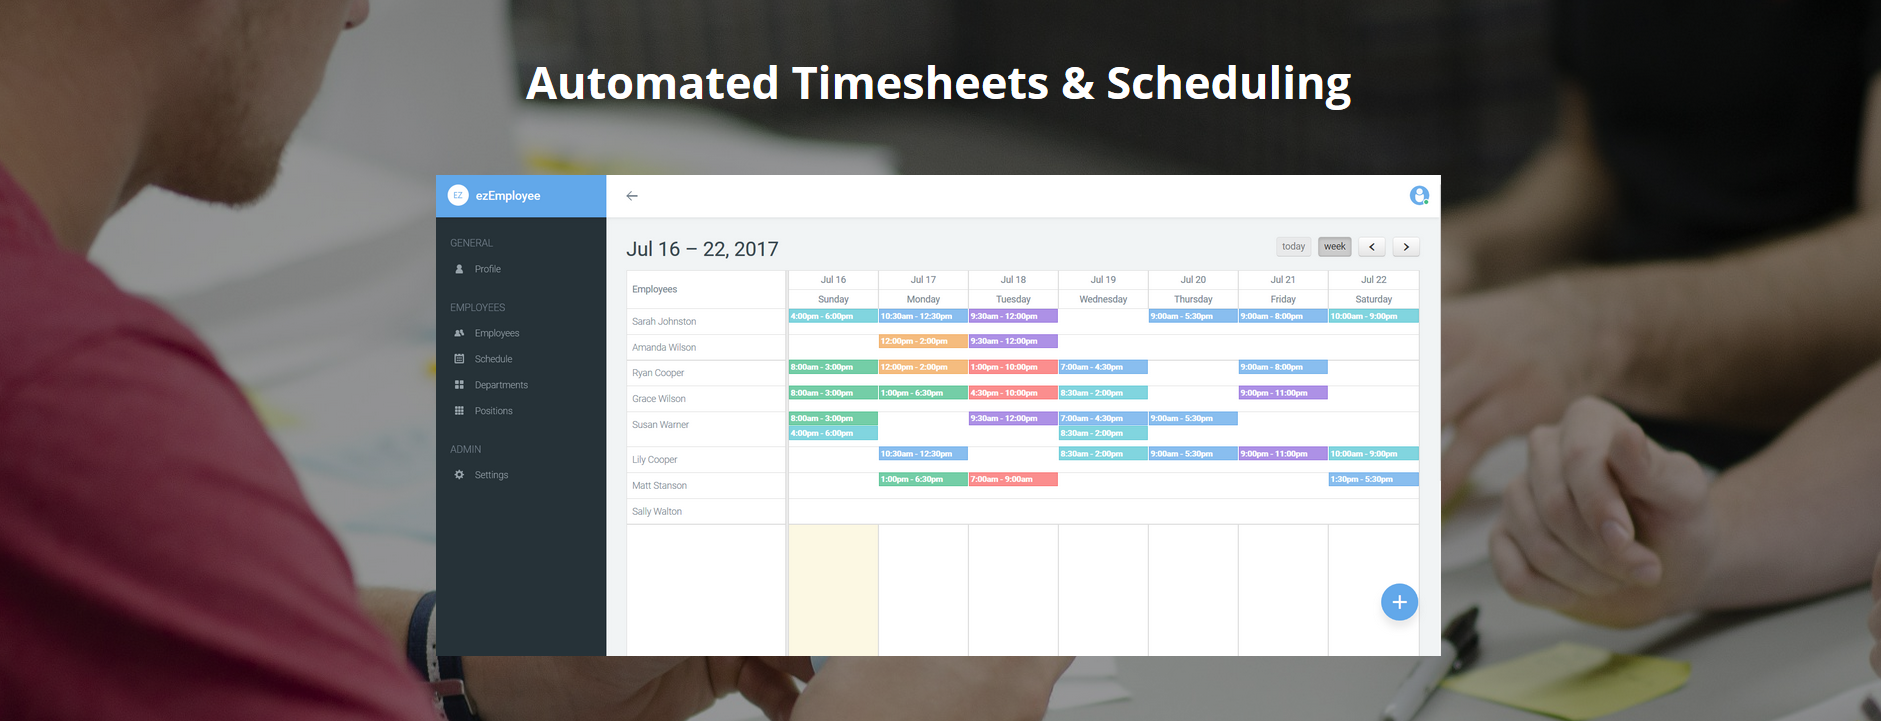 Automated Timesheets & Scheduling
EZ ezEmployee
GENERAL
Profile
EMPLOYEES
Employees
Schedule
Departments
Positions
ADMIN
Settings
Jul 16 – 22, 2017
today week
Employees
Jul 16 Jul 17 Jul 18 Jul 19 Jul 20 Jul 21 Jul 22
Sunday Monday Tuesday Wednesday Thursday Friday Saturday
Sarah Johnston 4:00pm - 6:00pm 10:30am - 12:30pm 9:30am - 12:00pm 9:00am - 5:30pm 9:00am - 8:00pm 10:00am - 9:00pm
Amanda Wilson 12:00pm - 2:00pm 9:30am - 12:00pm
Ryan Cooper 8:00am - 3:00pm 12:00pm - 2:00pm 1:00pm - 10:00pm 7:00am - 4:30pm 9:00am - 8:00pm
Grace Wilson 8:00am - 3:00pm 1:00pm - 6:30pm 4:30pm - 10:00pm 8:30am - 2:00pm 9:00pm - 11:00pm
Susan Warner 8:00am - 3:00pm 9:30am - 12:00pm 7:00am - 4:30pm 9:00am - 5:30pm
4:00pm - 6:00pm 8:30am - 2:00pm
Lily Cooper 10:30am - 12:30pm 8:30am - 2:00pm 9:00am - 5:30pm 9:00pm - 11:00pm 10:00am - 9:00pm
Matt Stanson 1:00pm - 6:30pm 7:00am - 9:00am 1:30pm - 5:30pm
Sally Walton